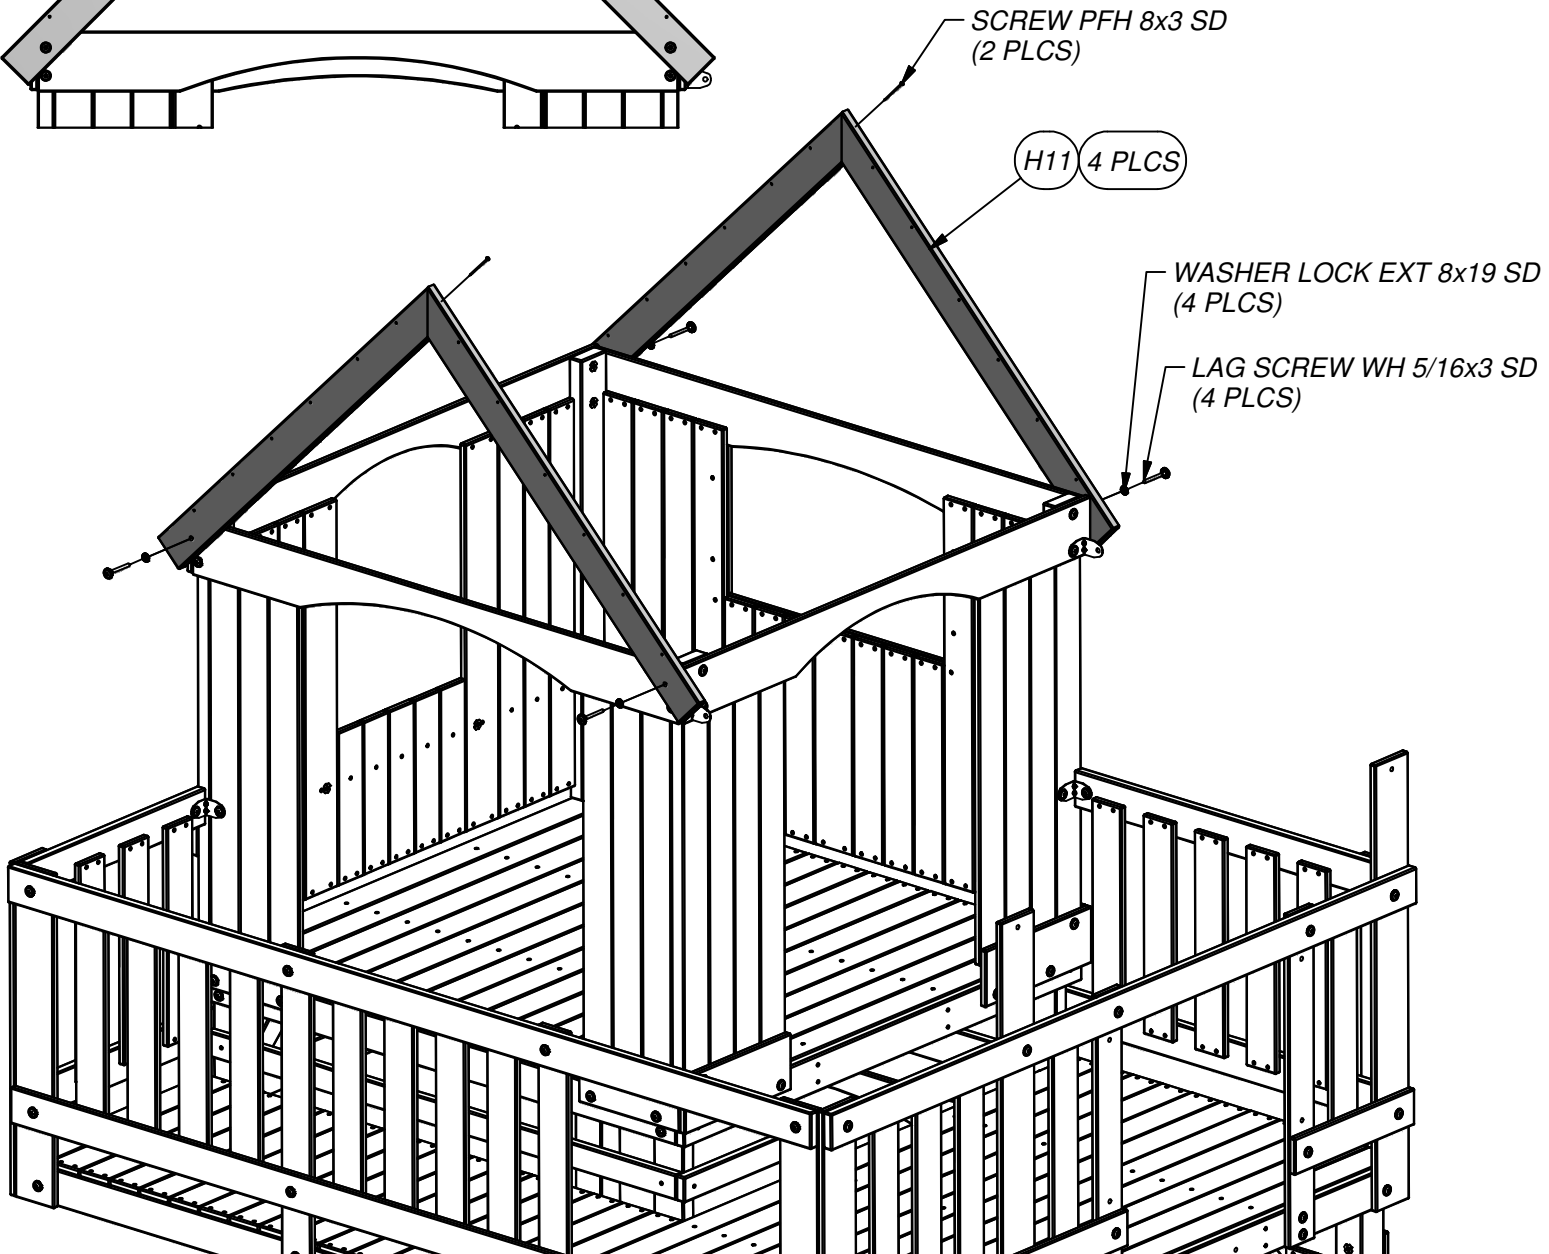 SCREW PFH 8x3 SD
(2 PLCS)
H11 4 PLCS
WASHER LOCK EXT 8x19 SD
(4 PLCS)
LAG SCREW WH 5/16x3 SD
(4 PLCS)